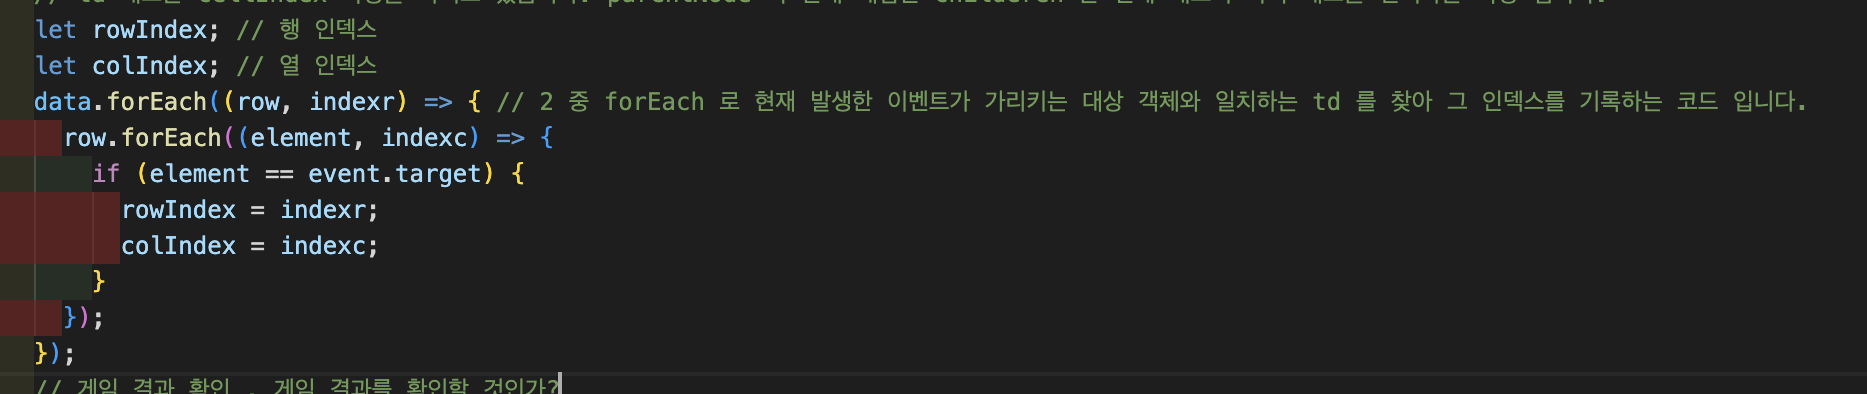 let rowIndex; // 행 인덱스
let colIndex; // 열 인덱스
data.forEach((row, indexr) => { // 2 중 forEach 로 현재 발생한 이벤트가 가리키는 대상 객체와 일치하는 td 를 찾아 그 인덱스를 기록하는 코드 입니다.
row.forEach((element, indexc) => {
if (element == event.target) {
rowIndex = indexr;
colIndex = indexc;
}
});
});
// 게임 결과 확인 . 게임 결과를 확인할 것인가?